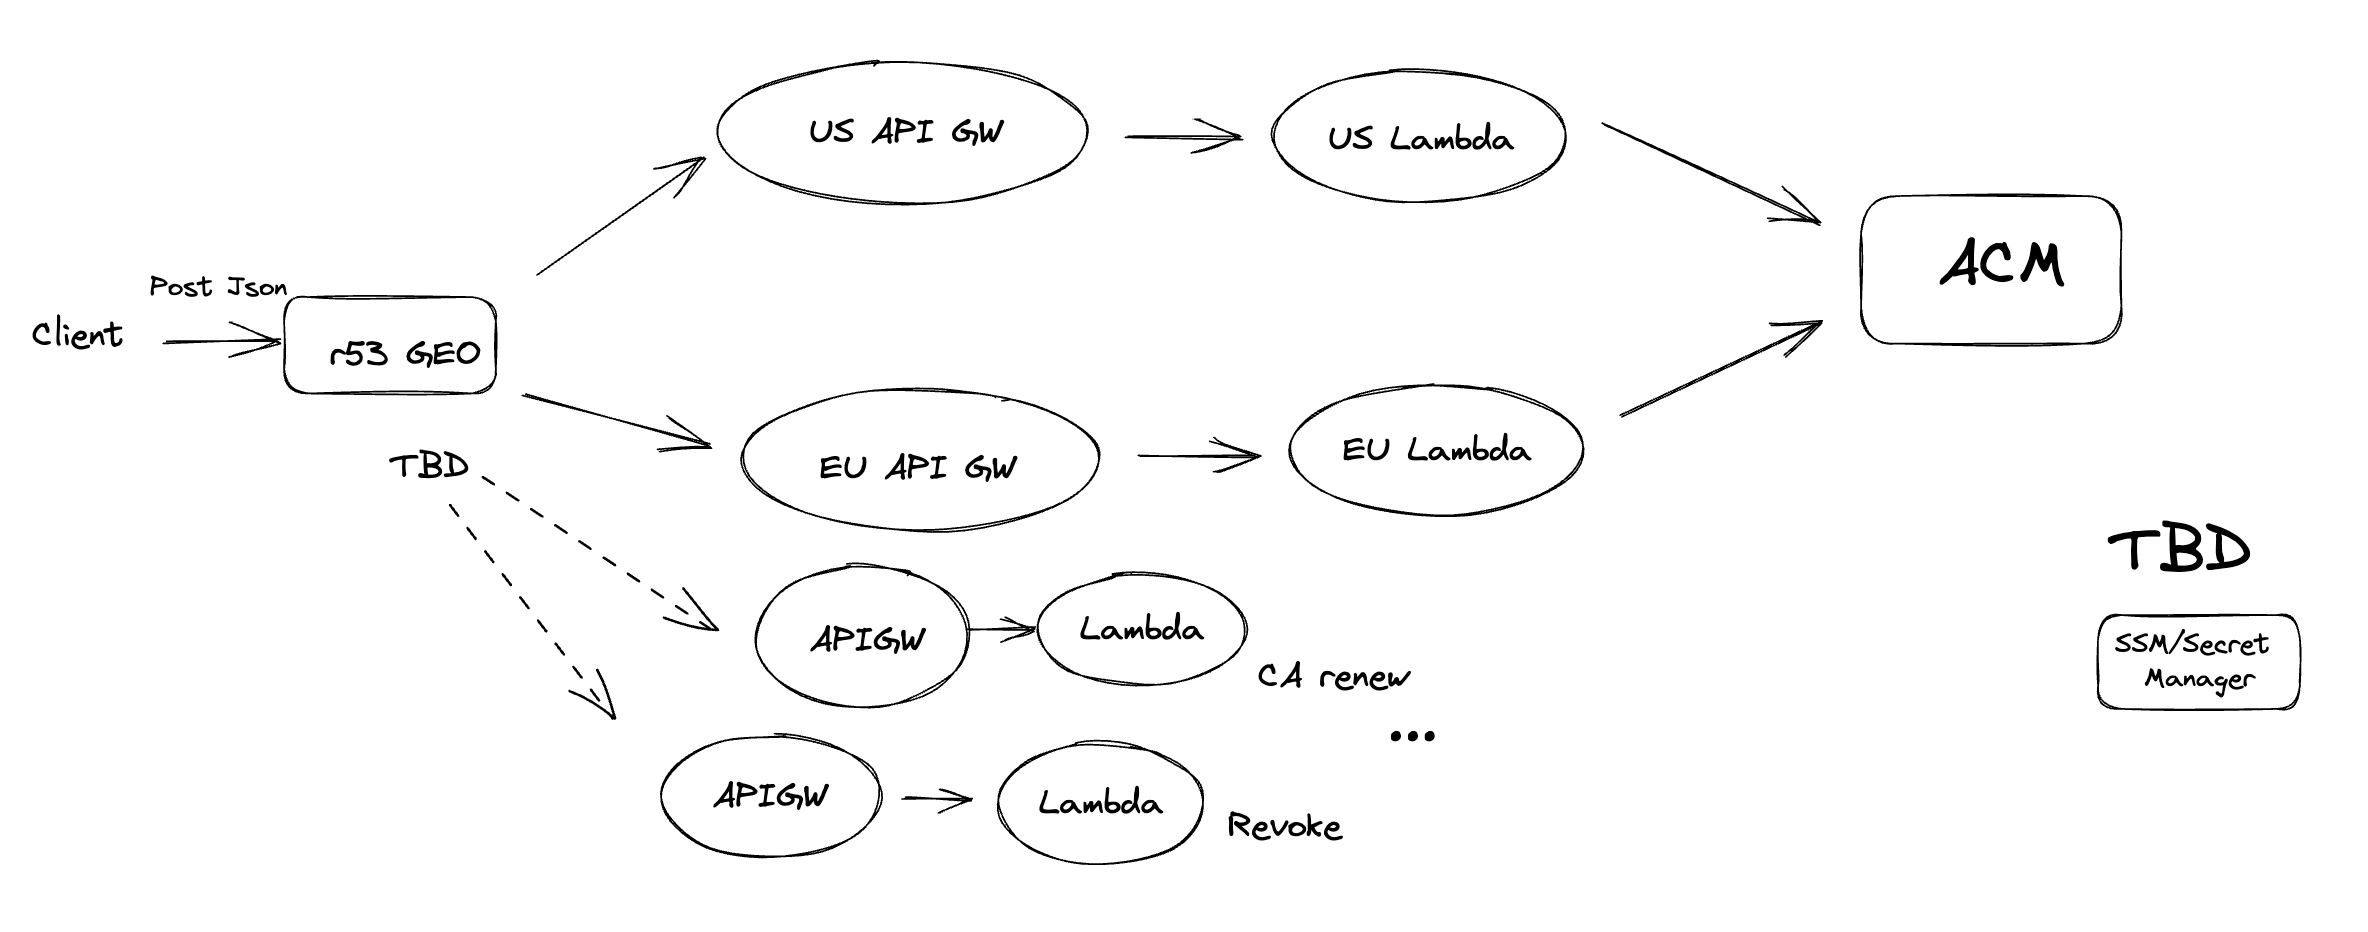 US API GW
US Lambda
ACM
Post Json
Client
r53 GEO
EU API GW
EU Lambda
TBD
TBD
APIGW
Lambda
CA renew
...
SSM/Secret
Manager
APIGW
Lambda
Revoke